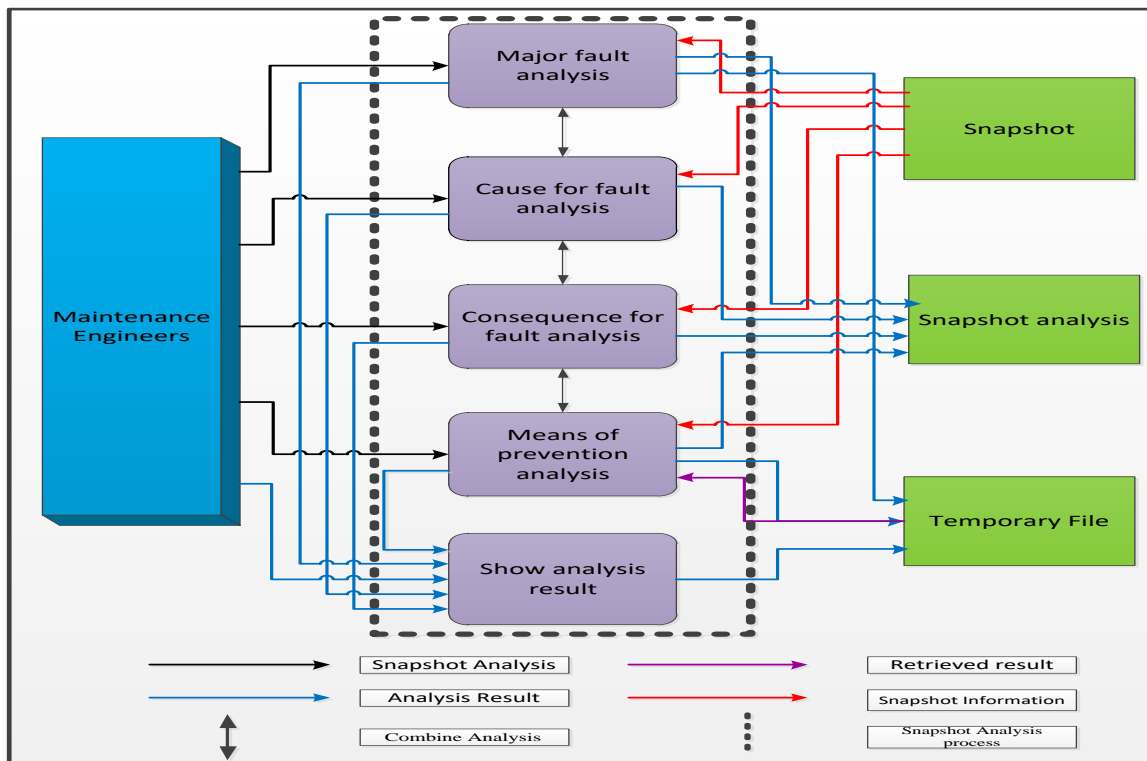 Major fault
analysis
Snapshot
Cause for fault
analysis
Maintenance
Engineers
Consequence for
fault analysis
Snapshot analysis
Means of
prevention
analysis
Temporary File
Show analysis
result
Snapshot Analysis
Retrieved result
Analysis Result
Snapshot Information
Combine Analysis
Snapshot Analysis
process